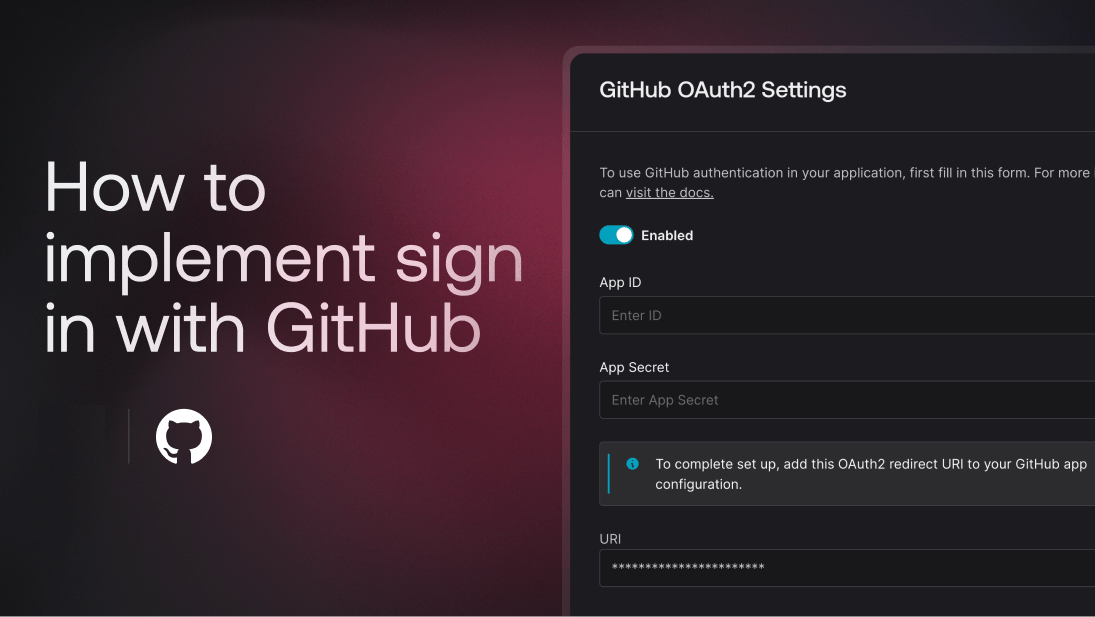 How to
implement sign
in with GitHub
GitHub OAuth2 Settings
To use GitHub authentication in your application, first fill in this form. For more
can visit the docs.
Enabled
App ID
Enter ID
App Secret
Enter App Secret
To complete set up, add this OAuth2 redirect URI to your GitHub app
configuration.
URI
***********************